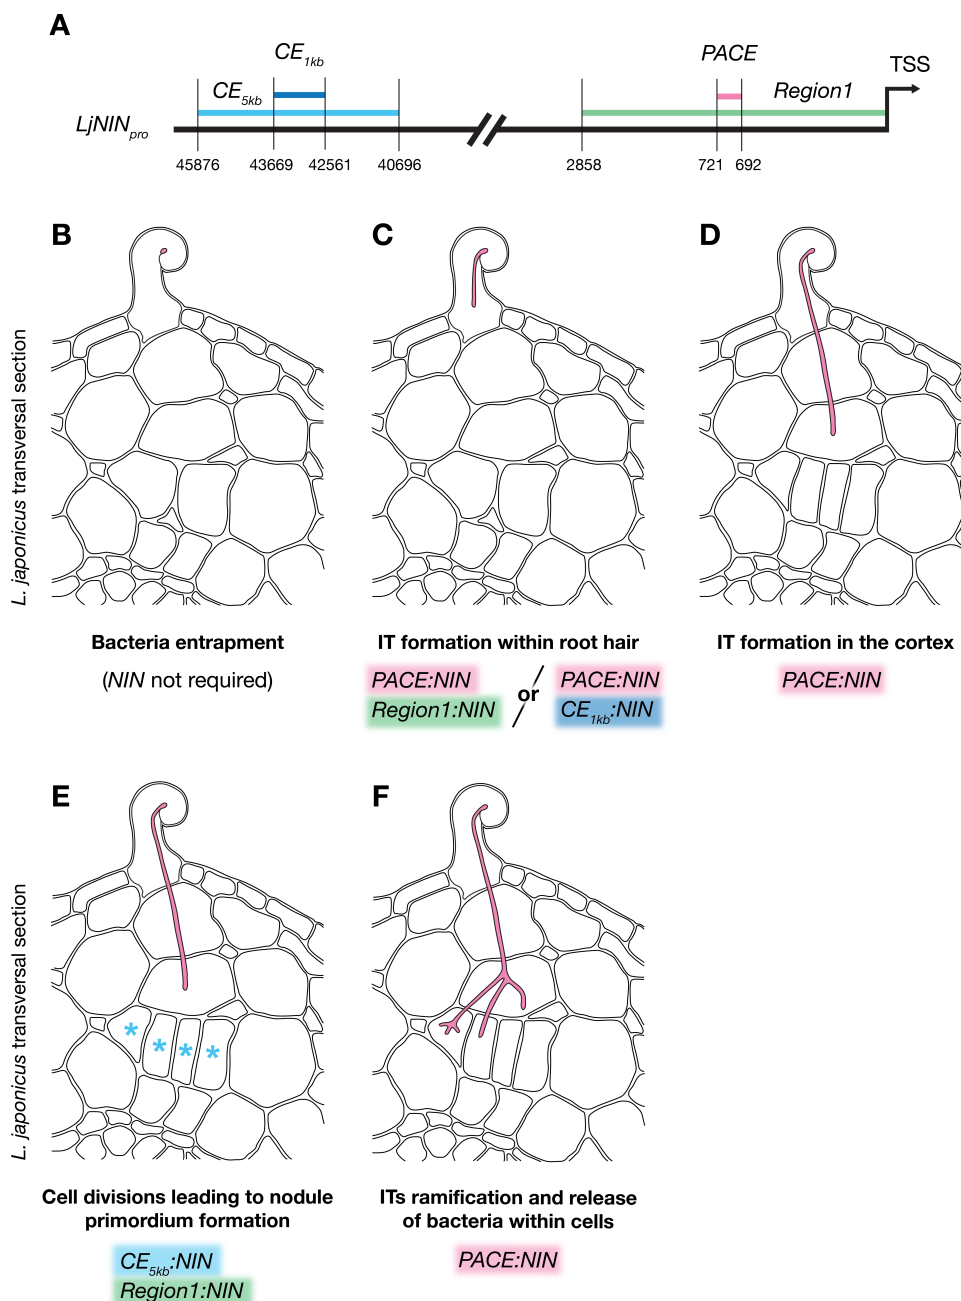 A
CE1kb
PACE
TSS
CE5kb
Region1
LjNINpro
45876 43669 42561 40696 2858 721 692
B C D
L. japonicus transversal section
Bacteria entrapment
(NIN not required)
IT formation within root hair
PACE:NIN or PACE:NIN
Region1:NIN CE1kb:NIN
IT formation in the cortex
PACE:NIN
E F
L. japonicus transversal section
* * * *
Cell divisions leading to nodule
primordium formation
CE5kb:NIN
Region1:NIN
ITs ramification and release
of bacteria within cells
PACE:NIN